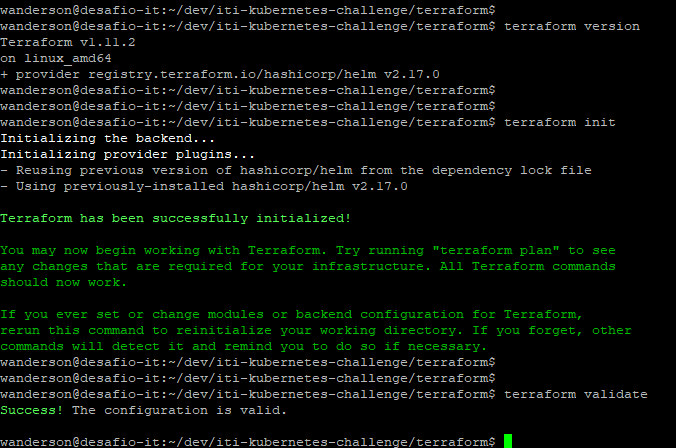 wanderson@desafio-it:~/dev/iti-kubernetes-challenge/terraform$
wanderson@desafio-it:~/dev/iti-kubernetes-challenge/terraform$ terraform version
Terraform v1.11.2
on linux_amd64
+ provider registry.terraform.io/hashicorp/helm v2.17.0
wanderson@desafio-it:~/dev/iti-kubernetes-challenge/terraform$
wanderson@desafio-it:~/dev/iti-kubernetes-challenge/terraform$
wanderson@desafio-it:~/dev/iti-kubernetes-challenge/terraform$ terraform init
Initializing the backend...
Initializing provider plugins...
- Reusing previous version of hashicorp/helm from the dependency lock file
- Using previously-installed hashicorp/helm v2.17.0
Terraform has been successfully initialized!
You may now begin working with Terraform. Try running "terraform plan" to see
any changes that are required for your infrastructure. All Terraform commands
should now work.
If you ever set or change modules or backend configuration for Terraform,
rerun this command to reinitialize your working directory. If you forget, other
commands will detect it and remind you to do so if necessary.
wanderson@desafio-it:~/dev/iti-kubernetes-challenge/terraform$
wanderson@desafio-it:~/dev/iti-kubernetes-challenge/terraform$
wanderson@desafio-it:~/dev/iti-kubernetes-challenge/terraform$ terraform validate
Success! The configuration is valid.
wanderson@desafio-it:~/dev/iti-kubernetes-challenge/terraform$